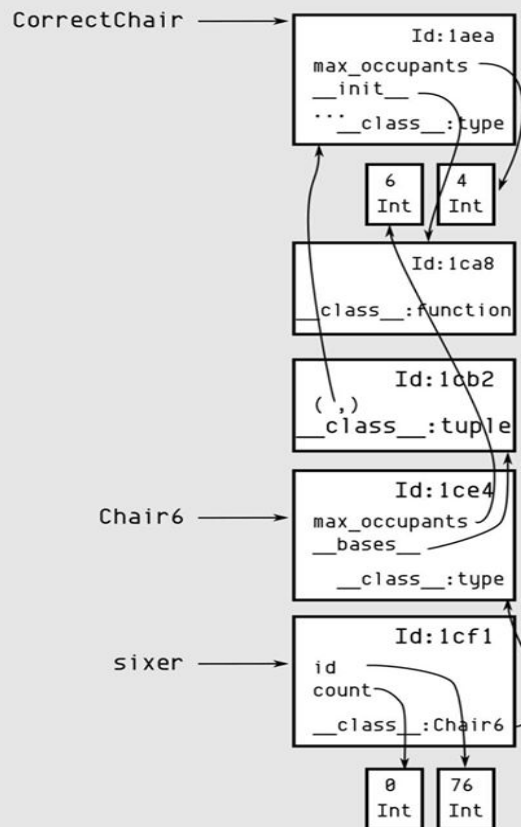 CorrectChair
Id:1aea
max_occupants
__init__
...
__class__:type
6
Int
4
Int
Id:1ca8
__class__:function
Id:1cb2
( ,)
__class__:tuple
Chair6
Id:1ce4
max_occupants
__bases__
__class__:type
sixer
Id:1cf1
id
count
__class__:Chair6
0
Int
76
Int